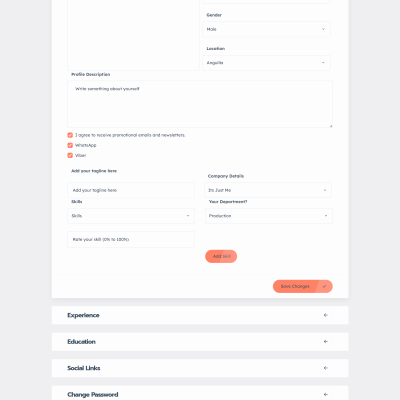 Gender
Male
Location
Anguilla
Profile Description
Write something about yourself
I agree to receive promotional emails and newsletters.
WhatsApp
Viber
Add your tagline here
Company Details
Add your tagline here
It's Just Me
Skills
Your Department?
Skills
Production
Rate your skill (0% to 100%)
Add Skill
Save Changes
Experience
Education
Social Links
Change Password